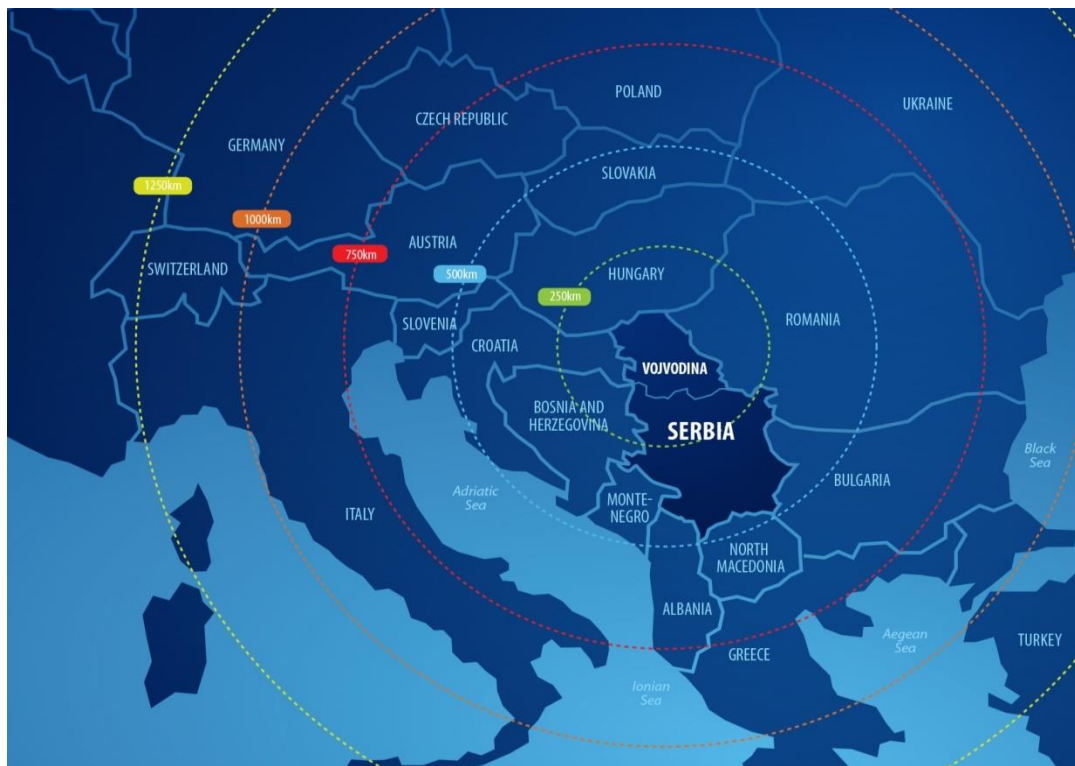 POLAND
UKRAINE
CZECH REPUBLIC
GERMANY
SLOVAKIA
1250km
1000km
AUSTRIA
750km
SWITZERLAND
500km
HUNGARY
250km
SLOVENIA
ROMANIA
CROATIA
VOJVODINA
BOSNIA AND
HERZEGOVINA
SERBIA
Black
Sea
BULGARIA
Adriatic
Sea
MONTE-
NEGRO
ITALY
NORTH
MACEDONIA
ALBANIA
Aegean
Sea
TURKEY
GREECE
Ionian
Sea